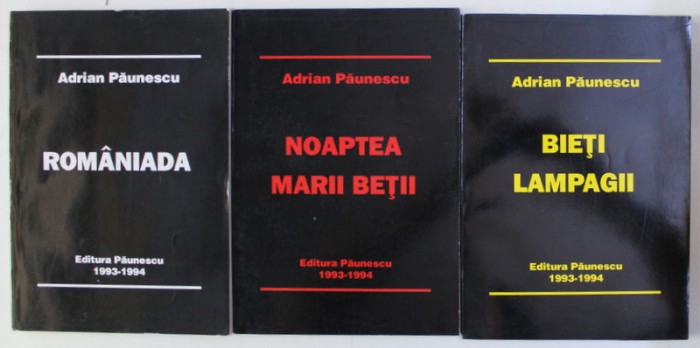 Adrian Păunescu
ROMÂNIADA
Editura Păunescu
1993-1994
Adrian Păunescu
NOAPTEA
MARII BEŢII
Editura Păunescu
1993-1994
Adrian Păunescu
BIEŢI
LAMPAGII
Editura Păunescu
1993-1994